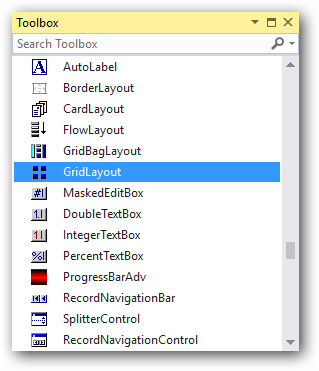 Toolbox
Search Toolbox
AutoLabel
BorderLayout
CardLayout
FlowLayout
GridBagLayout
GridLayout
MaskedEditBox
DoubleTextBox
IntegerTextBox
PercentTextBox
ProgressBarAdv
RecordNavigationBar
SplitterControl
RecordNavigationControl